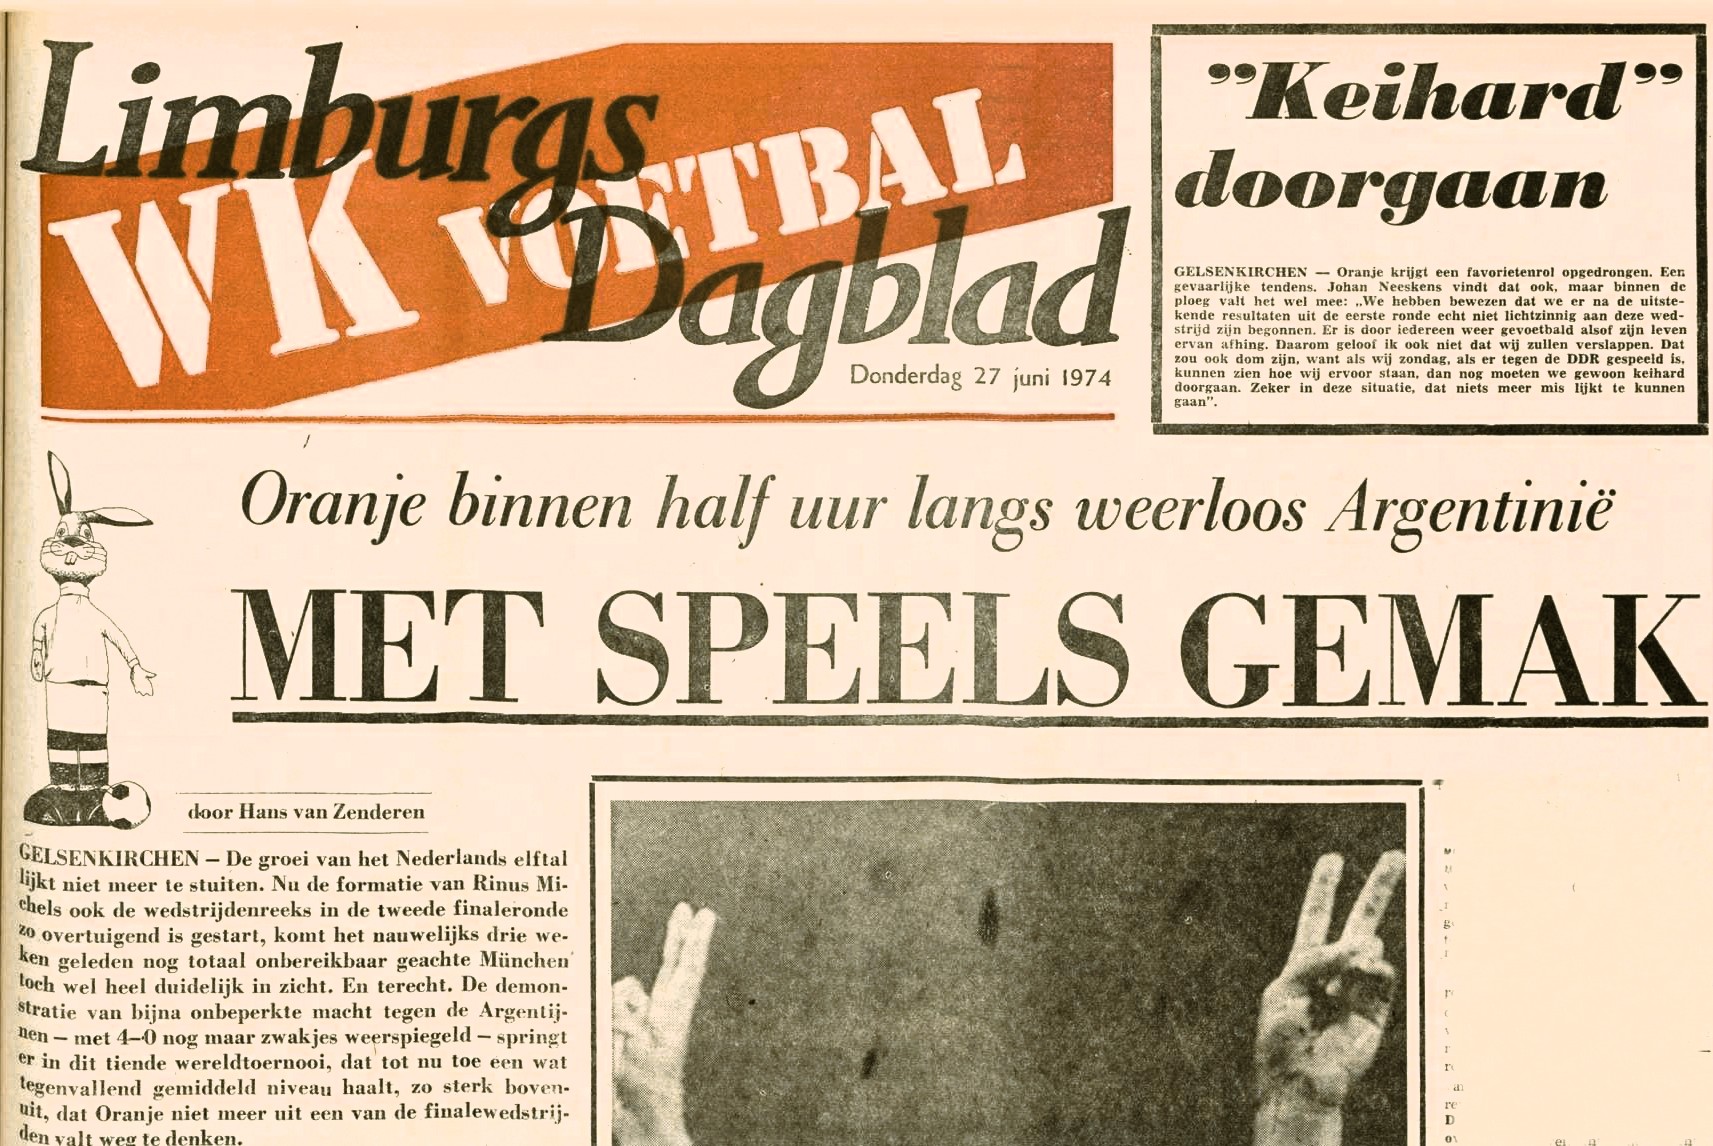 Limburgs
WK VOETBAL
Dagblad
Donderdag 27 juni 1974
”Keihard”
doorgaan
GELSENKIRCHEN — Oranje krijgt een favorietenrol opgedrongen. Een
gevaarlijke tendens. Johan Neeskens vindt dat ook, maar binnen de
ploeg valt het wel mee: „We hebben bewezen dat we er na de uitste-
kende resultaten uit de eerste ronde echt niet lichtzinnig aan deze wed-
strijd zijn begonnen. Er is door iedereen weer gevoetbald alsof zijn leven
ervan afhing. Daarom geloof ik ook niet dat wij zullen verslappen. Dat
zou ook dom zijn, want als wij zondag, als er tegen de DDR gespeeld is,
kunnen zien hoe wij ervoor staan, dan nog moeten we gewoon keihard
doorgaan. Zeker in deze situatie, dat niets meer mis lijkt te kunnen
gaan”.
Oranje binnen half uur langs weerloos Argentinië
MET SPEELS GEMAK
door Hans van Zenderen
GELSENKIRCHEN — De groei van het Nederlands elftal
lijkt niet meer te stuiten. Nu de formatie van Rinus Mi-
chels ook de wedstrijdenreeks in de tweede finaleronde
zo overtuigend is gestart, komt het nauwelijks drie we-
ken geleden nog totaal onbereikbaar geachte München
toch wel heel duidelijk in zicht. En terecht. De demon-
stratie van bijna onbeperkte macht tegen de Argentij-
nen — met 4—0 nog maar zwakjes weerspiegeld — springt
er in dit tiende wereldtoernooi, dat tot nu toe een wat
tegenvallend gemiddeld niveau haalt, zo sterk boven-
uit, dat Oranje niet meer uit een van de finalewedstrij-
den valt weg te denken.